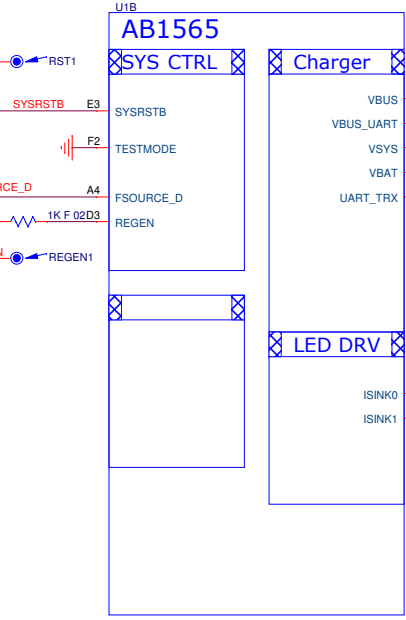 U1B
AB1565
SYS CTRL
Charger
RST1
VBUS
SYSRSTB E3 SYSRSTB
VBUS_UART
F2 TESTMODE
VSYS
VBAT
RCE_D A4 FSOURCE_D
UART_TRX
1K F 02 D3 REGEN
REGEN1
LED DRV
ISINK0
ISINK1